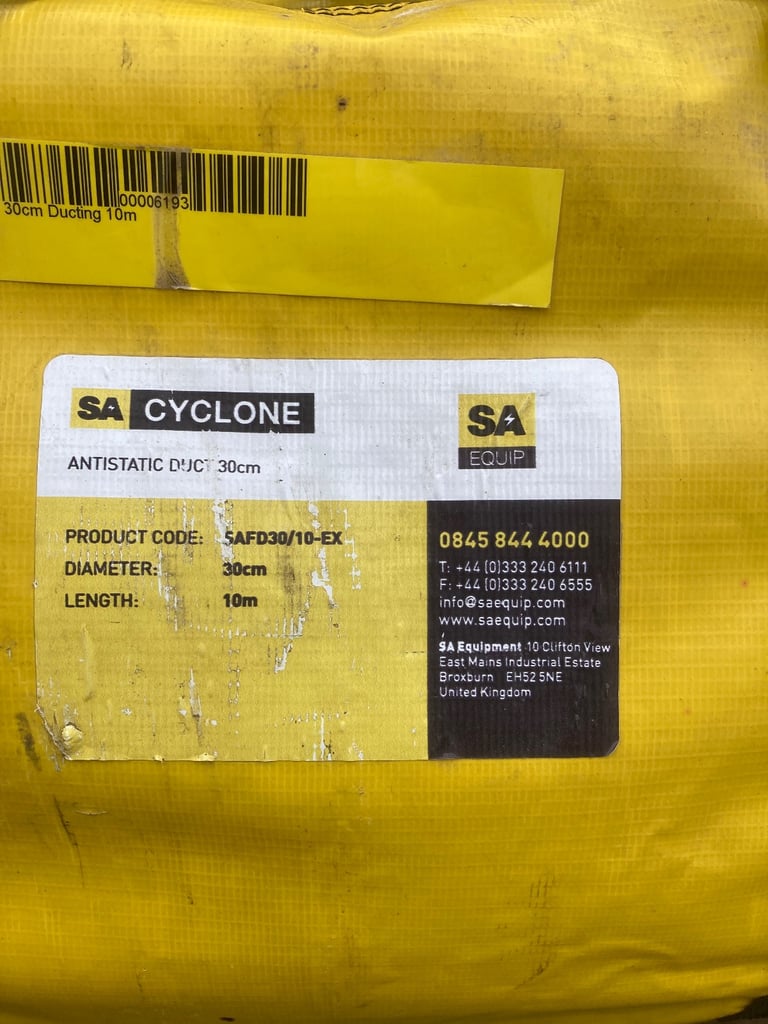 00006193
30cm Ducting 10m
SA CYCLONE
SA
EQUIP
ANTISTATIC DUCT 30cm
PRODUCT CODE: SAFD30/10-EX
DIAMETER: 30cm
LENGTH: 10m
0845 844 4000
T: +44 (0)333 240 6111
F: +44 (0)333 240 6555
info@saequip.com
www.saequip.com
SA Equipment 10 Clifton View
East Mains Industrial Estate
Broxburn EH52 5NE
United Kingdom